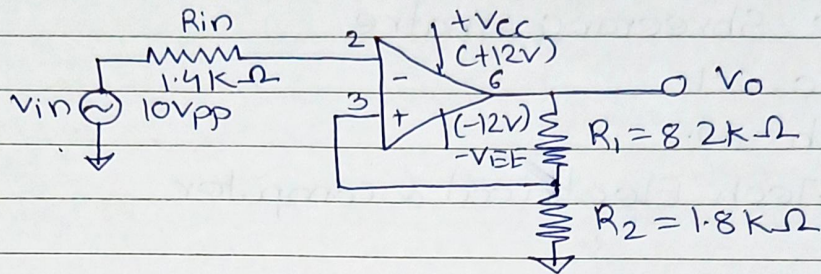 Rin
1.4KΩ
Vin
10Vpp
2
3
-
+
+Vcc
(+12V)
6
(-12V)
-VEE
Vo
R1 = 8.2KΩ
R2 = 1.8KΩ